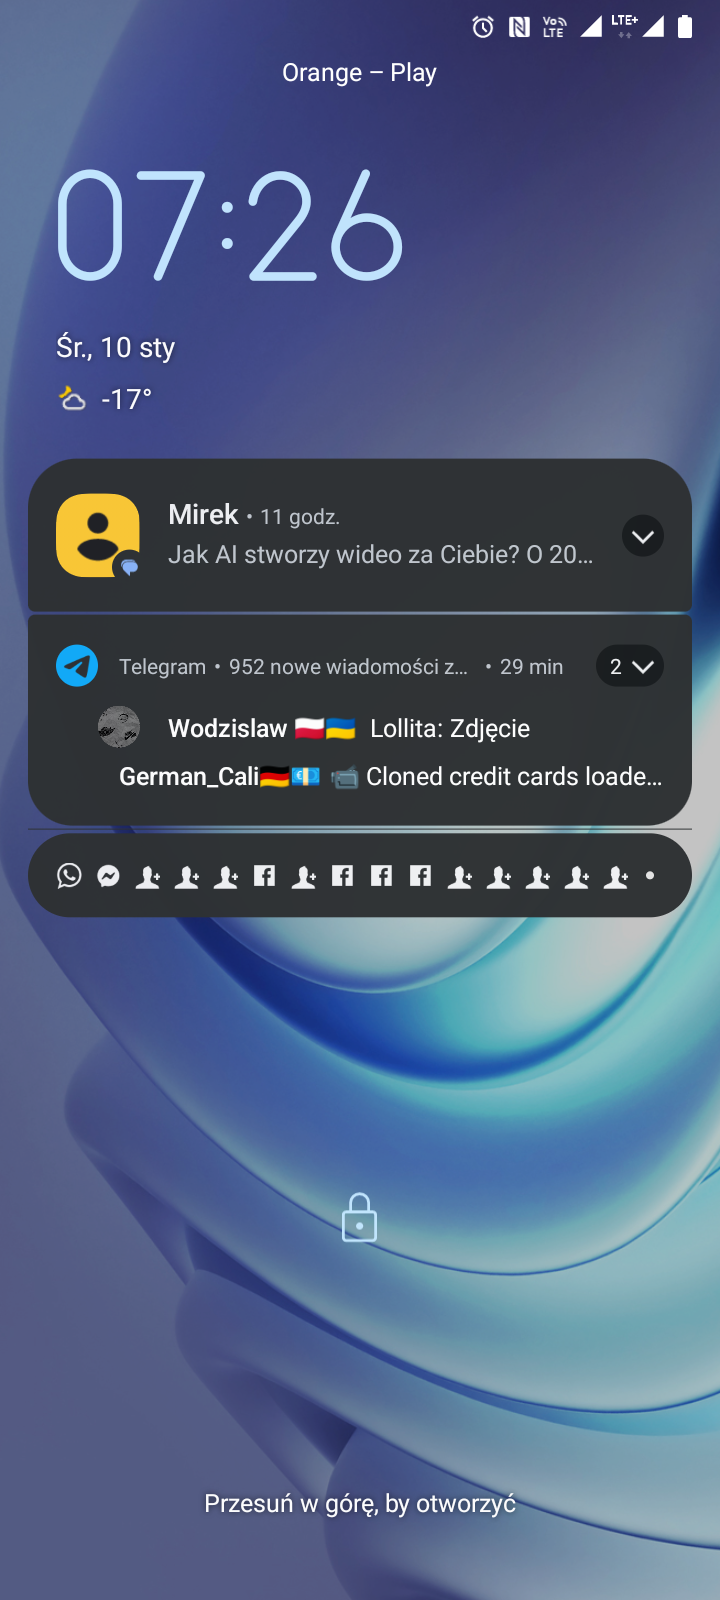 Vo LTE LTE+
Orange – Play
07:26
Śr., 10 sty
-17°
Mirek • 11 godz.
Jak AI stworzy wideo za Ciebie? O 20...
Telegram • 952 nowe wiadomości z... • 29 min 2
Wodzislaw 🇵🇱🇺🇦 Lollita: Zdjęcie
German_Cali🇩🇪💶 📹 Cloned credit cards loade...
Przesuń w górę, by otworzyć